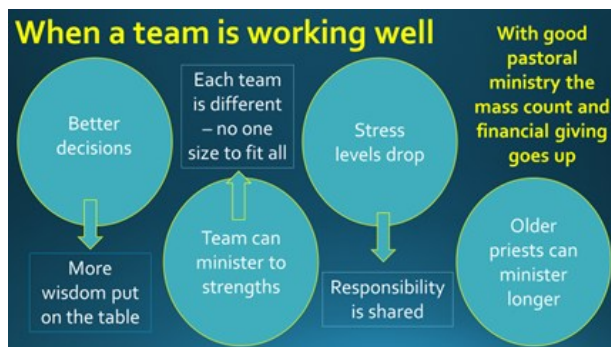 When a team is working well
With good
pastoral
ministry the
mass count and
financial giving
goes up
Better
decisions
More
wisdom put
on the table
Each team
is different
– no one
size to fit all
Team can
minister to
strengths
Stress
levels drop
Responsibility
is shared
Older
priests can
minister
longer